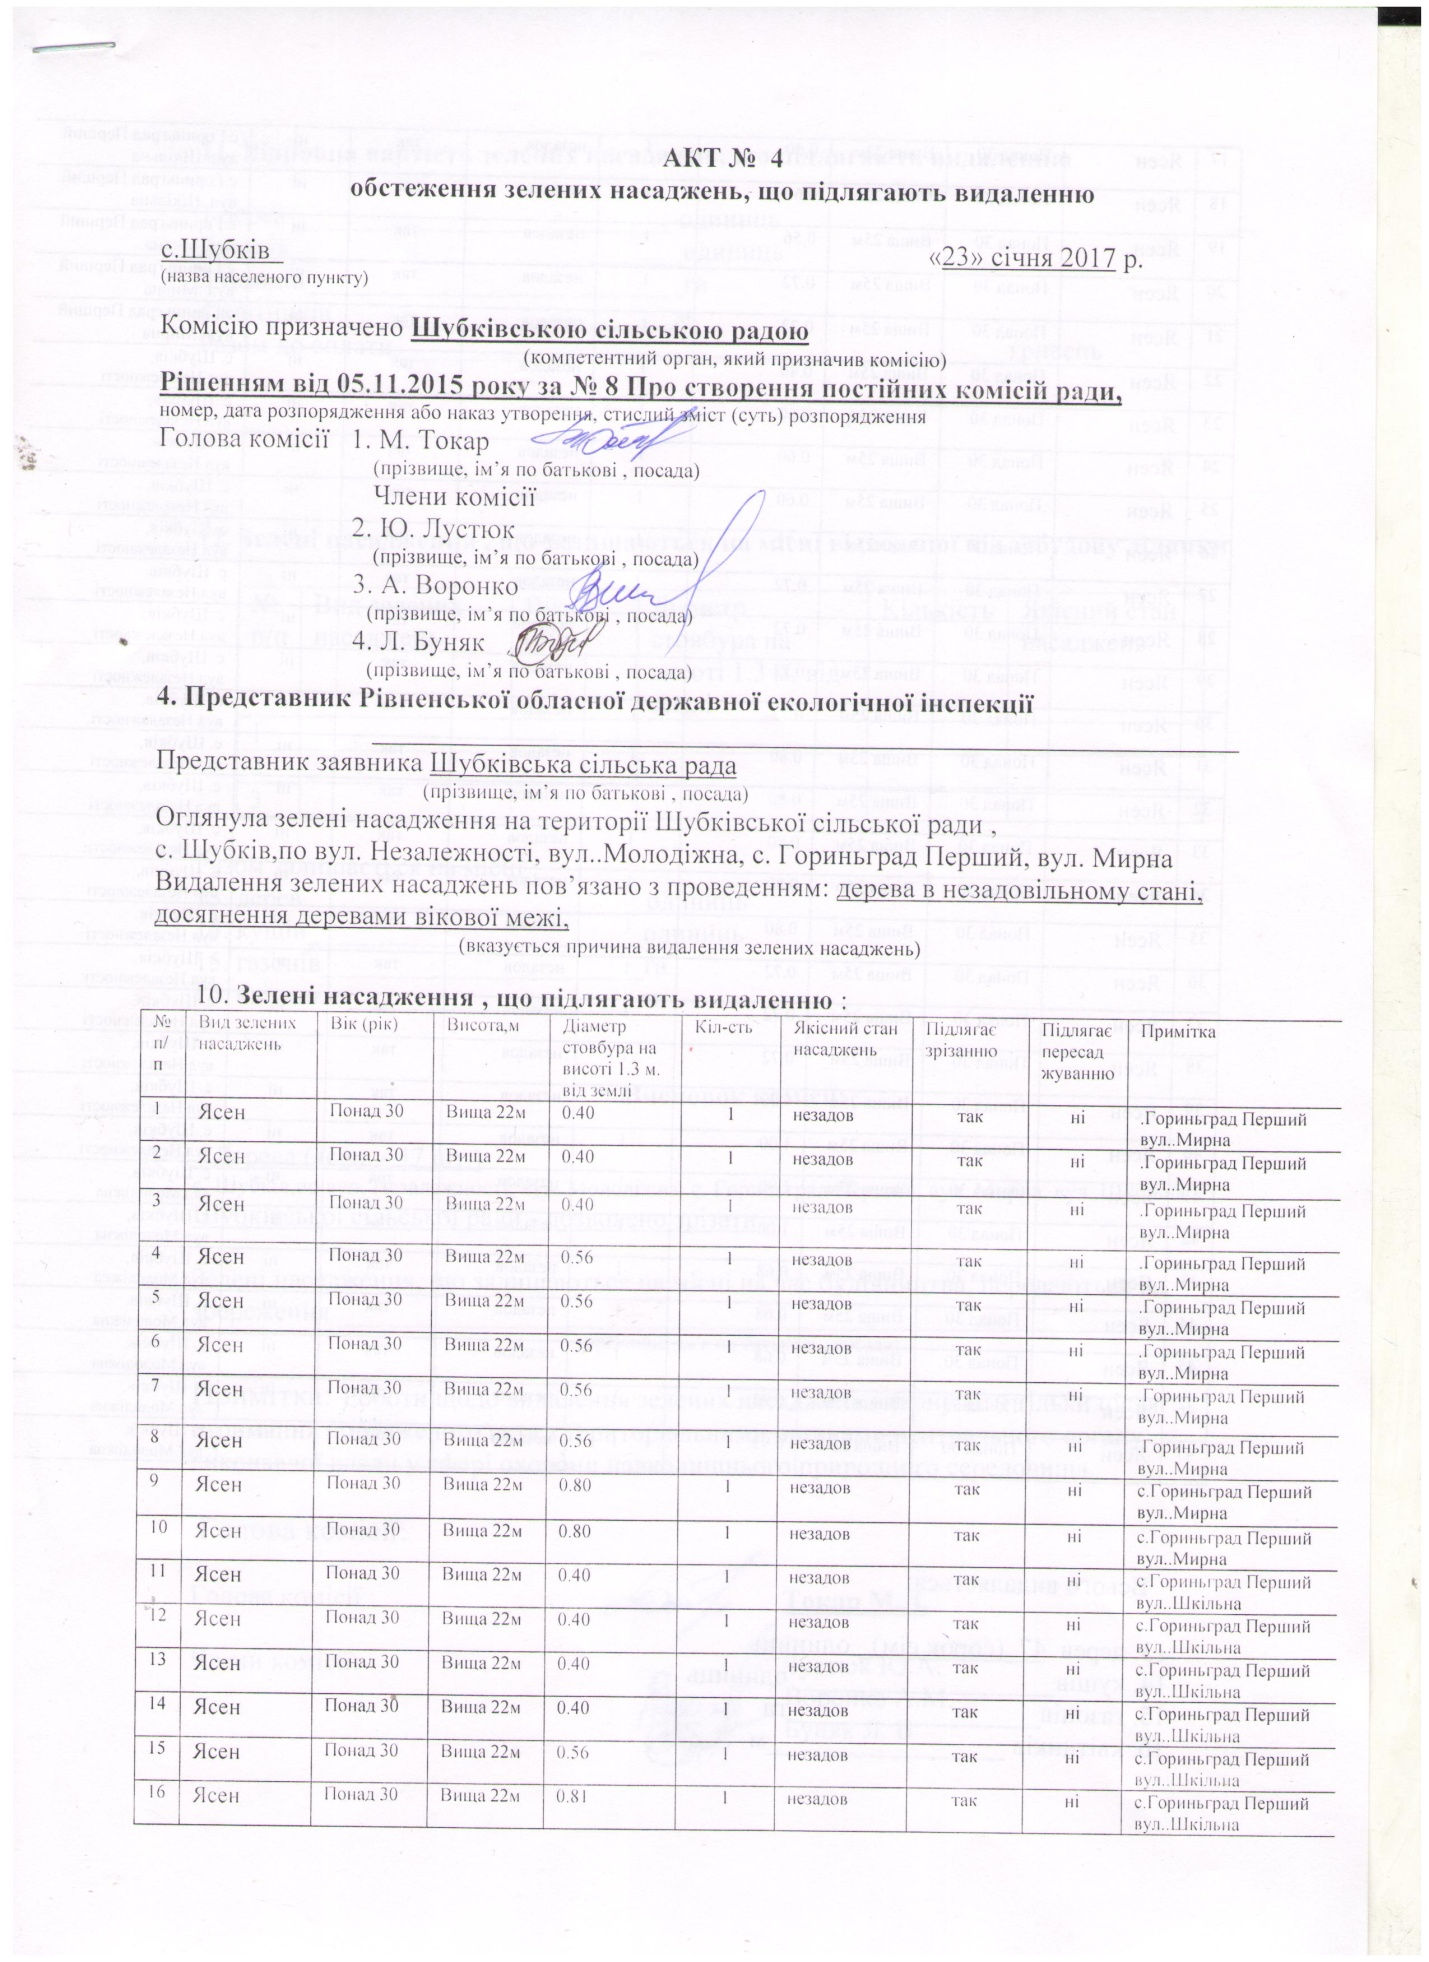 АКТ № 4
обстеження зелених насаджень, що підлягають видаленню
с.Шубків «23» січня 2017 р.
(назва населеного пункту)
Комісію призначено Шубківською сільською радою
(компетентний орган, який призначив комісію)
Рішенням від 05.11.2015 року за № 8 Про створення постійних комісій ради,
номер, дата розпорядження або наказ утворення, стислий зміст (суть) розпорядження
Голова комісії 1. М. Токар
(прізвище, ім’я по батькові , посада)
Члени комісії
2. Ю. Лустюк
(прізвище, ім’я по батькові , посада)
3. А. Воронко
(прізвище, ім’я по батькові , посада)
4. Л. Буняк
(прізвище, ім’я по батькові , посада)
4. Представник Рівненської обласної державної екологічної інспекції
Представник заявника Шубківська сільська рада
(прізвище, ім’я по батькові , посада)
Оглянула зелені насадження на території Шубківської сільської ради ,
с. Шубків,по вул. Незалежності, вул..Молодіжна, с. Гориньград Перший, вул. Мирна
Видалення зелених насаджень пов’язано з проведенням: дерева в незадовільному стані,
досягнення деревами вікової межі,
(вказується причина видалення зелених насаджень)
10. Зелені насадження , що підлягають видаленню :
№ п/п Вид зелених насаджень Вік (рік) Висота,м Діаметр стовбура на висоті 1.3 м. від землі Кіл-сть Якісний стан насаджень Підлягає зрізанню Підлягає пересад жуванню Примітка
1 Ясен Понад 30 Вища 22м 0.40 1 незадов так ні .Гориньград Перший
вул..Мирна
2 Ясен Понад 30 Вища 22м 0.40 1 незадов так ні .Гориньград Перший
вул..Мирна
3 Ясен Понад 30 Вища 22м 0.40 1 незадов так ні .Гориньград Перший
вул..Мирна
4 Ясен Понад 30 Вища 22м 0.56 1 незадов так ні .Гориньград Перший
вул..Мирна
5 Ясен Понад 30 Вища 22м 0.56 1 незадов так ні .Гориньград Перший
вул..Мирна
6 Ясен Понад 30 Вища 22м 0.56 1 незадов так ні .Гориньград Перший
вул..Мирна
7 Ясен Понад 30 Вища 22м 0.56 1 незадов так ні .Гориньград Перший
вул..Мирна
8 Ясен Понад 30 Вища 22м 0.56 1 незадов так ні .Гориньград Перший
вул..Мирна
9 Ясен Понад 30 Вища 22м 0.80 1 незадов так ні с.Гориньград Перший
вул..Мирна
10 Ясен Понад 30 Вища 22м 0.80 1 незадов так ні с.Гориньград Перший
вул..Мирна
11 Ясен Понад 30 Вища 22м 0.40 1 незадов так ні с.Гориньград Перший
вул..Шкільна
12 Ясен Понад 30 Вища 22м 0.40 1 незадов так ні с.Гориньград Перший
вул..Шкільна
13 Ясен Понад 30 Вища 22м 0.40 1 незадов так ні с.Гориньград Перший
вул..Шкільна
14 Ясен Понад 30 Вища 22м 0.40 1 незадов так ні с.Гориньград Перший
вул..Шкільна
15 Ясен Понад 30 Вища 22м 0.56 1 незадов так ні с.Гориньград Перший
вул..Шкільна
16 Ясен Понад 30 Вища 22м 0.81 1 незадов так ні с.Гориньград Перший
вул..Шкільна